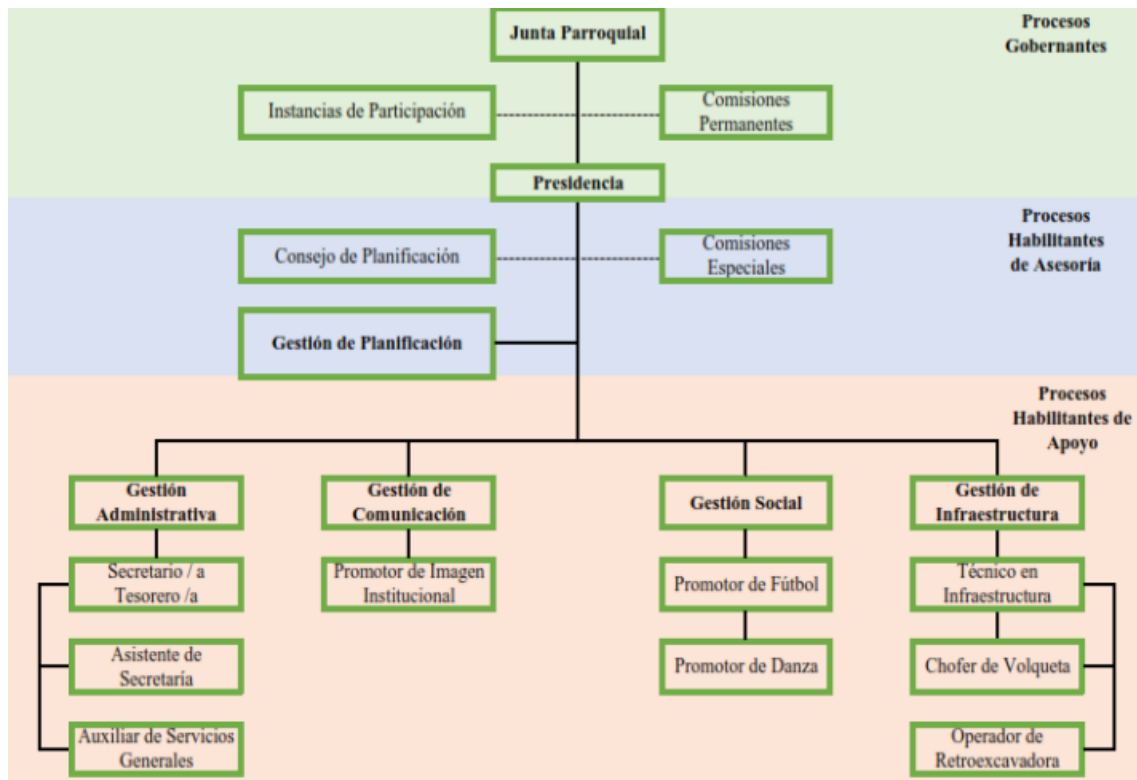 Junta Parroquial
Procesos
Gobernantes
Instancias de Participación
Comisiones
Permanentes
Presidencia
Procesos
Habilitantes
de Asesoría
Consejo de Planificación
Comisiones
Especiales
Gestión de Planificación
Procesos
Habilitantes de
Apoyo
Gestión
Administrativa
Gestión de
Comunicación
Gestión Social
Gestión de
Infraestructura
Secretario / a
Tesorero /a
Promotor de Imagen
Institucional
Promotor de Fútbol
Técnico en
Infraestructura
Asistente de
Secretaría
Promotor de Danza
Chofer de Volqueta
Auxiliar de Servicios
Generales
Operador de
Retroexcavadora